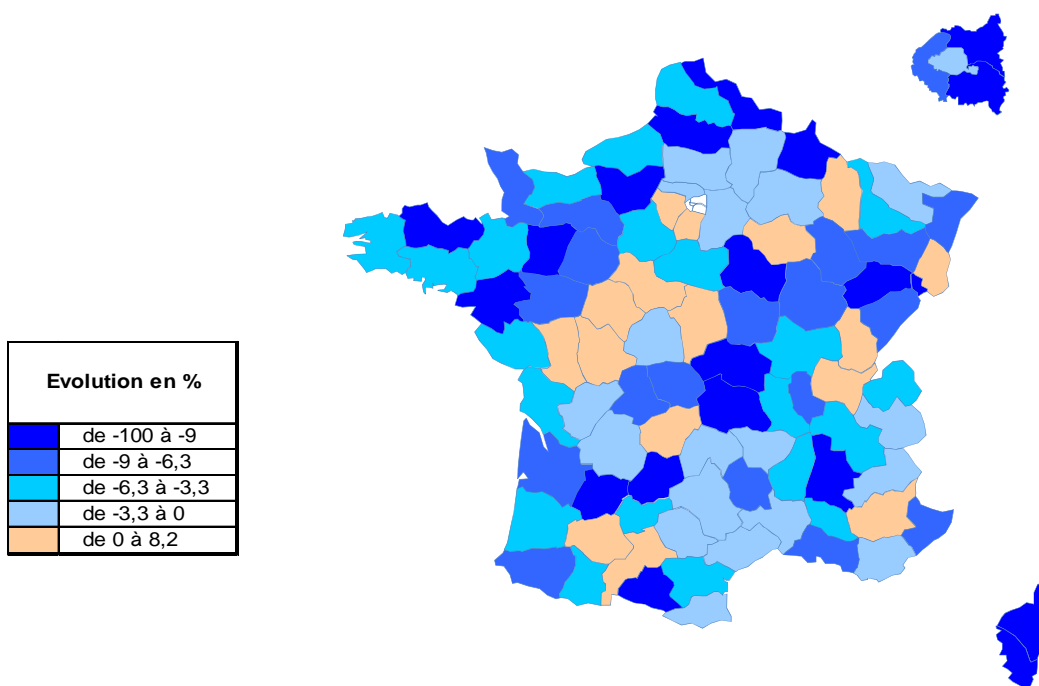 Evolution en %
de -100 à -9
de -9 à -6,3
de -6,3 à -3,3
de -3,3 à 0
de 0 à 8,2